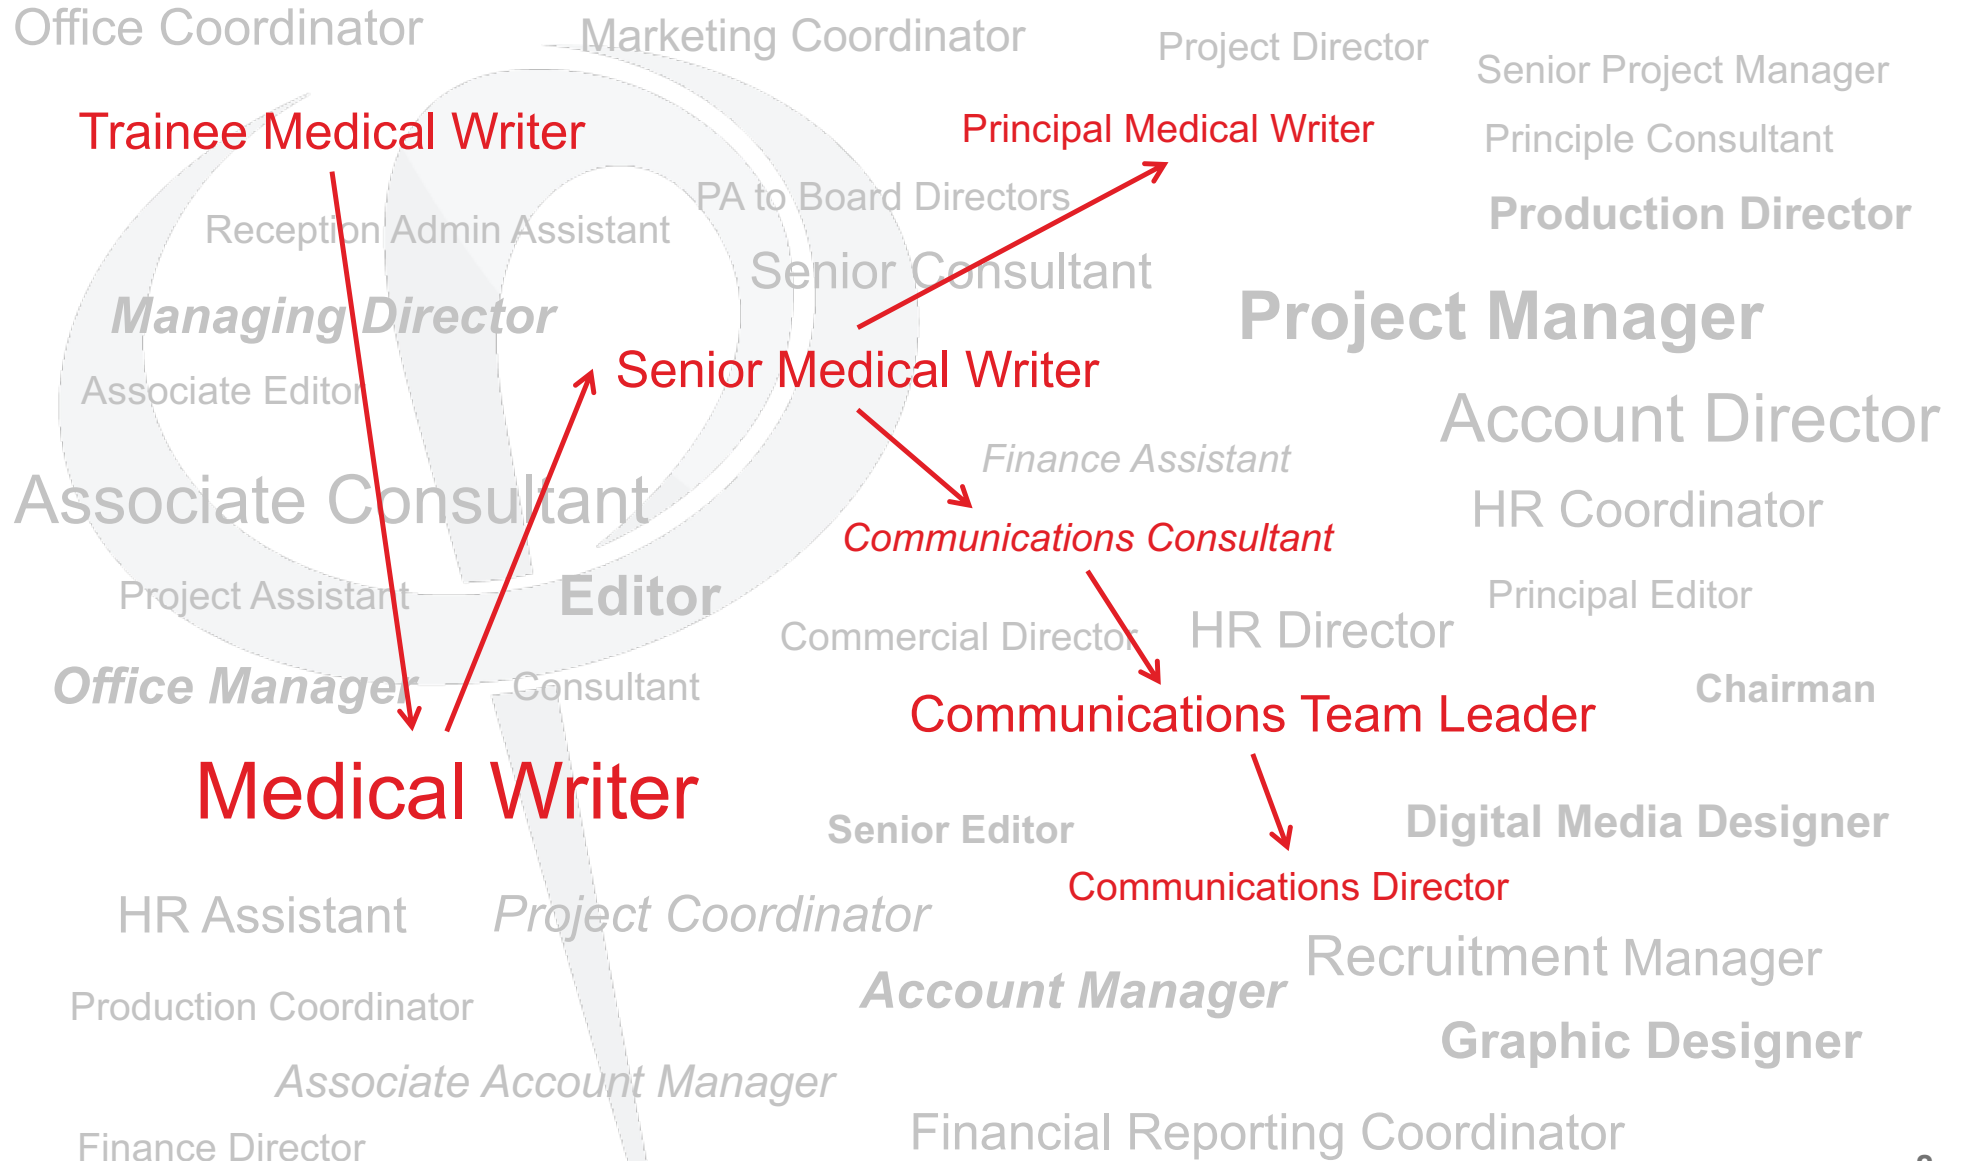 Office Coordinator
Marketing Coordinator
Project Director
Senior Project Manager
Trainee Medical Writer
Principal Medical Writer
Principle Consultant
PA to Board Directors
Production Director
Reception Admin Assistant
Senior Consultant
Managing Director
Project Manager
Senior Medical Writer
Associate Editor
Account Director
Finance Assistant
Associate Consultant
HR Coordinator
Communications Consultant
Project Assistant
Editor
Principal Editor
Commercial Director
HR Director
Office Manager
Consultant
Chairman
Communications Team Leader
Medical Writer
Senior Editor
Digital Media Designer
Communications Director
HR Assistant
Project Coordinator
Recruitment Manager
Account Manager
Production Coordinator
Graphic Designer
Associate Account Manager
Financial Reporting Coordinator
Finance Director